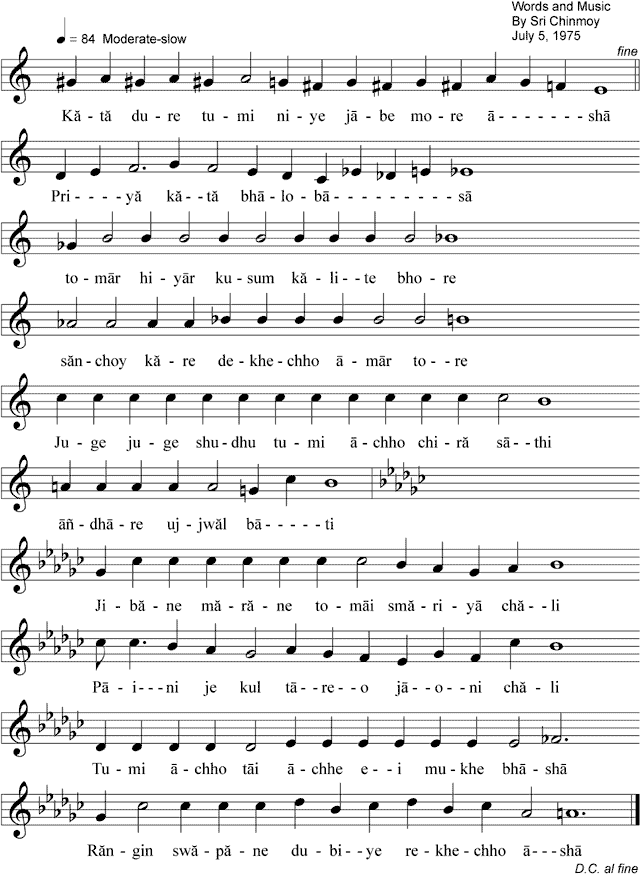 Words and Music
By Sri Chinmoy
July 5, 1975
= 84 Moderate-slow
fine
Kă-tă du-re tu-mi ni-ye jā-be mo-re ā-------shā
Pri----yă kă-tă bhā-lo-bā----------sā
to-mār hi-yār ku-sum kă-li-te bho-re
săn-choy kă-re de-khe-chho ā-mār to--re
Ju-ge ju-ge shu-dhu tu-mi ā-chho chi-ră sā--thi
āñ-dhā-re uj-jwăl bā-----ti
Ji-bă-ne mă-ră-ne to-māi smă-ri-yā chă-li
Pā-i---ni je kul tā-re--o jā--o-ni chă-li
Tu-mi ā-chho tāi ā-chhe e--i mu-khe bhā-shā
Răn-gin swă-pă-ne du-bi-ye re-khe-chho ā---shā
D.C. al fine